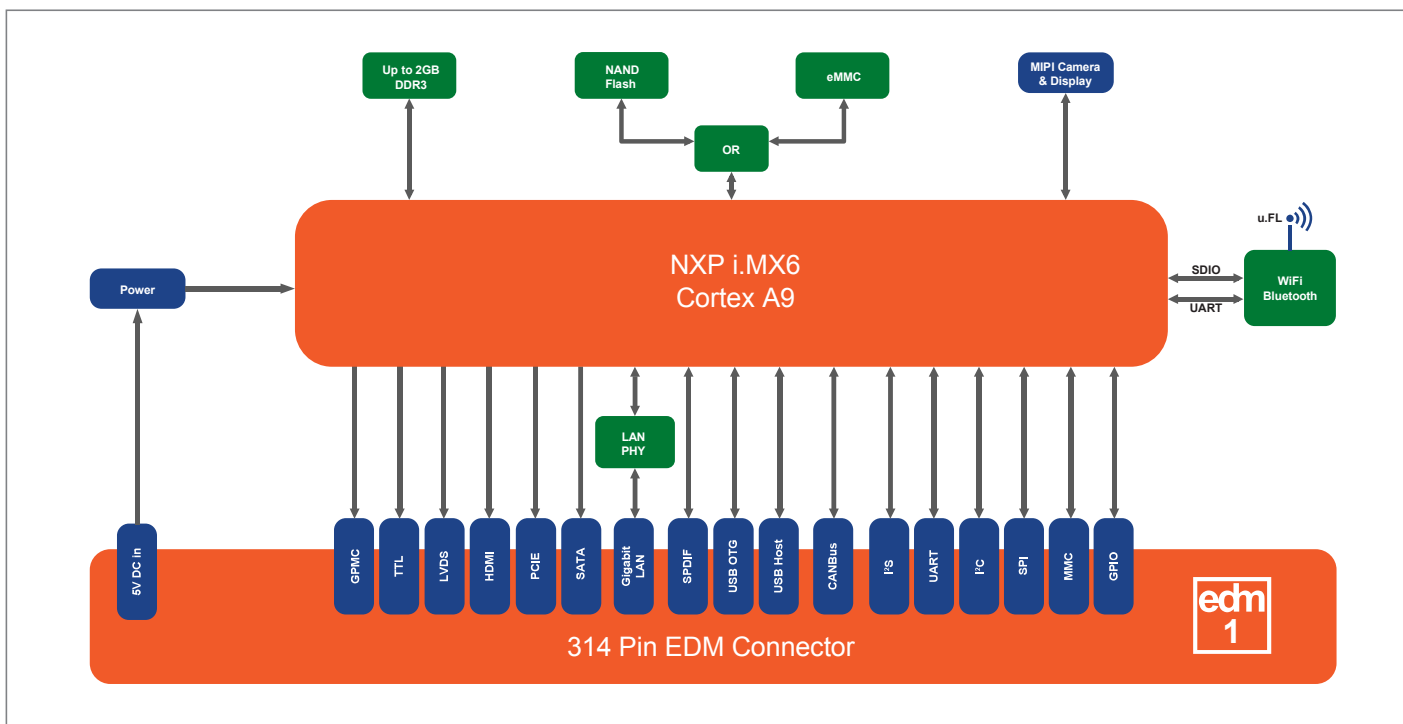 Up to 2GB
DDR3
NAND
Flash
eMMC
MIPI Camera
& Display
OR
u.FL
NXP i.MX6
Cortex A9
SDIO
UART
WiFi
Bluetooth
Power
LAN
PHY
5V DC in
GPMC
TTL
LVDS
HDMI
PCIE
SATA
Gigabit
LAN
SPDIF
USB OTG
USB Host
CANBus
I²S
UART
I²C
SPI
MMC
GPIO
edm
1
314 Pin EDM Connector